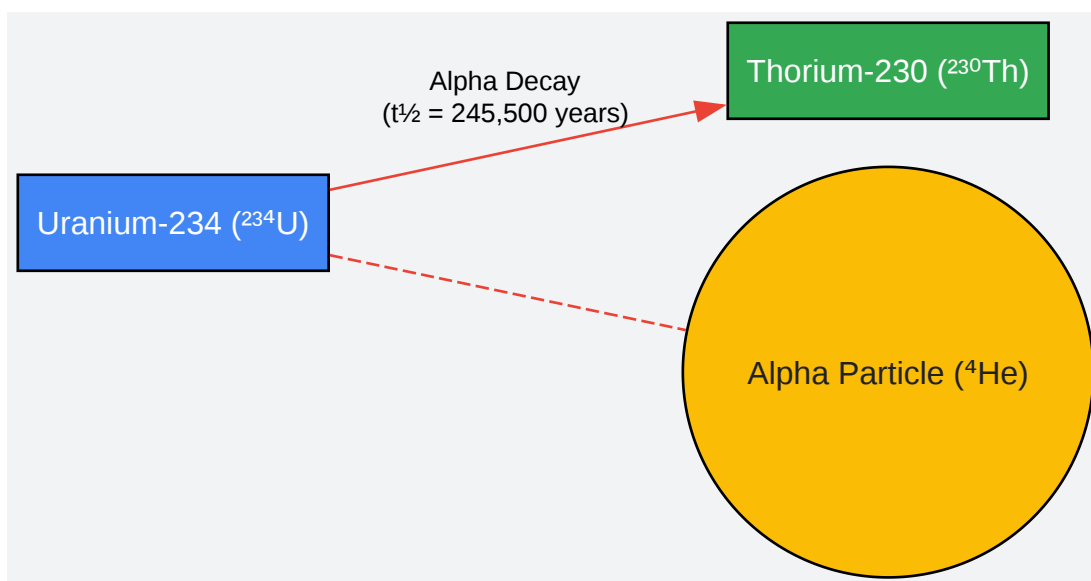 Thorium-230 (²³⁰Th)
Alpha Decay
(t½ = 245,500 years)
Uranium-234 (²³⁴U)
Alpha Particle (⁴He)